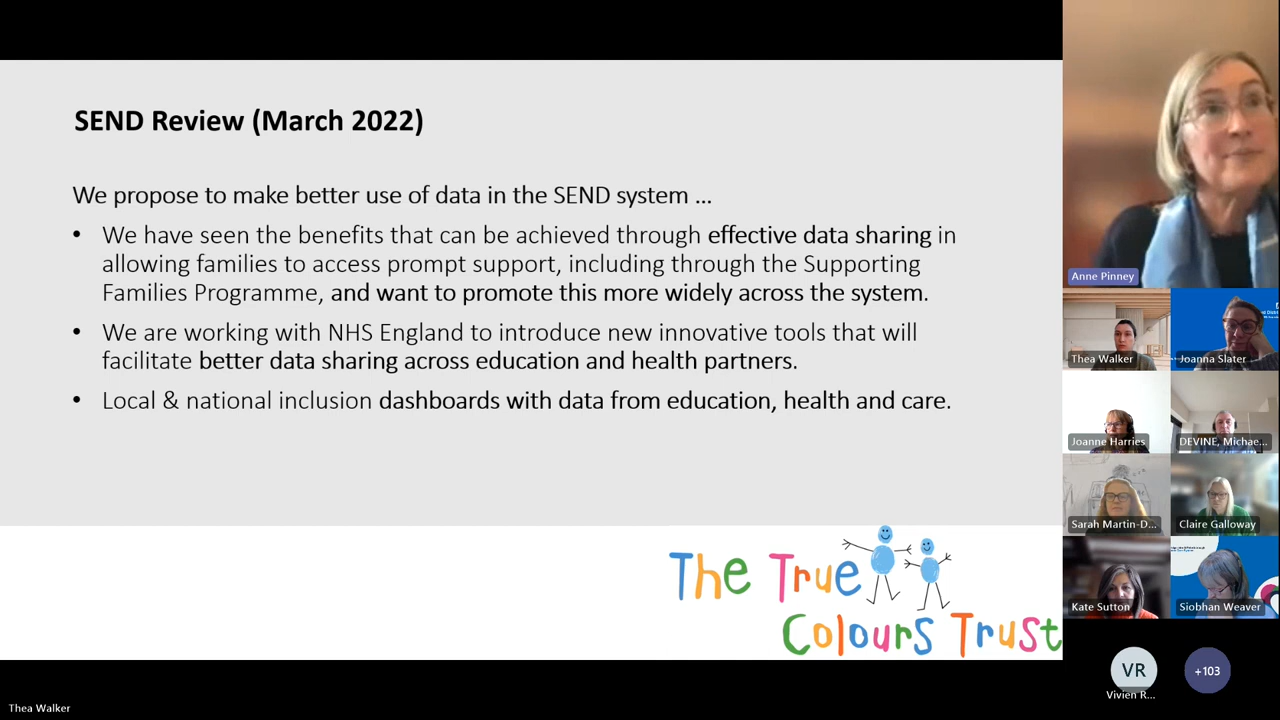 SEND Review (March 2022)
We propose to make better use of data in the SEND system ...
• We have seen the benefits that can be achieved through effective data sharing in
allowing families to access prompt support, including through the Supporting
Families Programme, and want to promote this more widely across the system.
• We are working with NHS England to introduce new innovative tools that will
facilitate better data sharing across education and health partners.
• Local & national inclusion dashboards with data from education, health and care.
The True
Colours Trust
Anne Pinney
Thea Walker
Joanna Slater
Joanne Harries
DEVINE, Michae...
Sarah Martin-D...
Claire Galloway
Kate Sutton
Siobhan Weaver
VR
+103
Vivien R...
Thea Walker